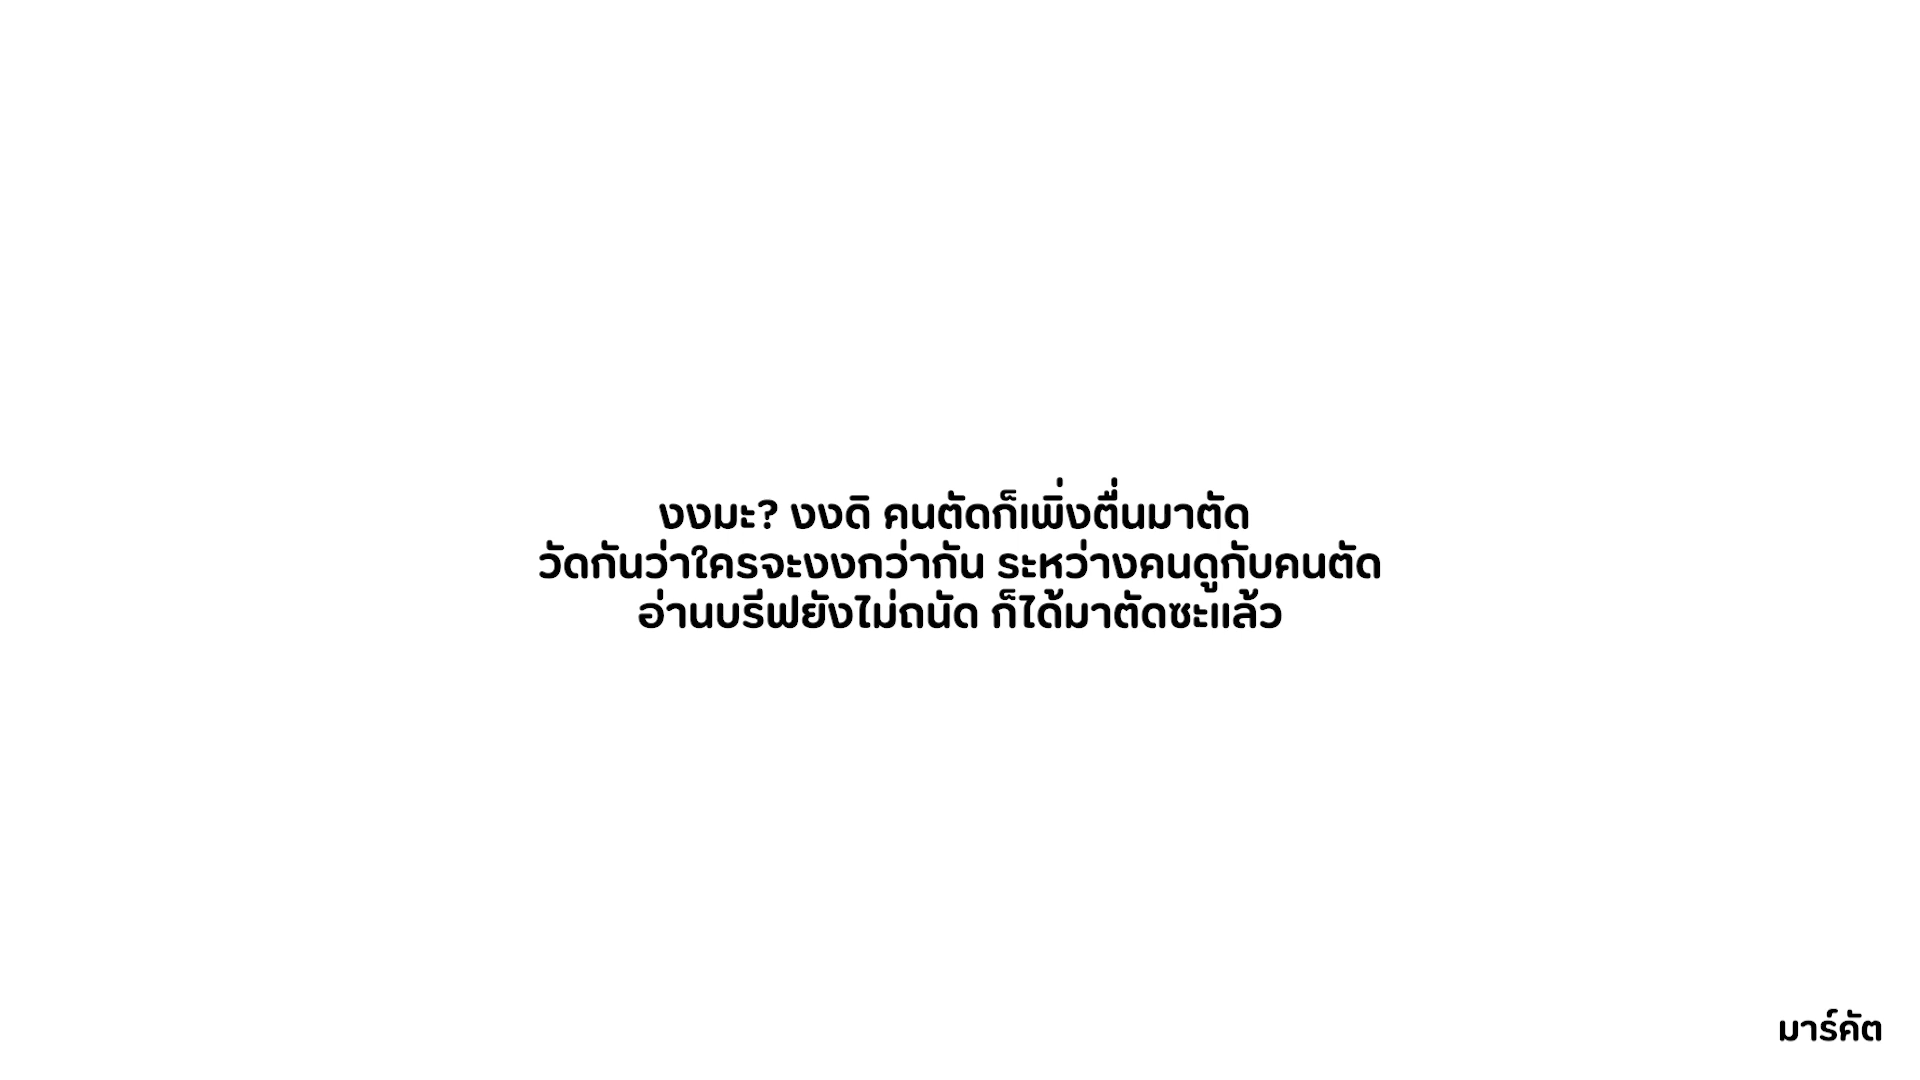 งงมะ? งงดิ คนตัดก็เพิ่งตื่นมาตัด
วัดกันว่าใครจะงงกว่ากัน ระหว่างคนดูกับคนตัด
อ่านบรีฟยังไม่ถนัด ก็ได้มาตัดซะแล้ว
มาร์คัต